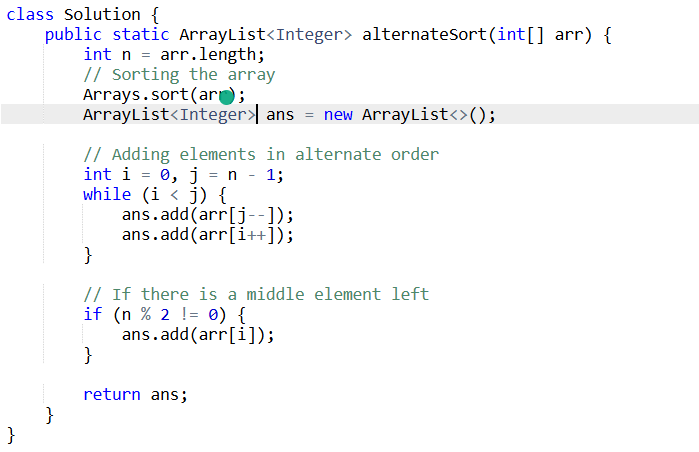 class Solution {
    public static ArrayList<Integer> alternateSort(int[] arr) {
        int n = arr.length;
        // Sorting the array
        Arrays.sort(arr);
        ArrayList<Integer> ans = new ArrayList<>();

        // Adding elements in alternate order
        int i = 0, j = n - 1;
        while (i < j) {
            ans.add(arr[j--]);
            ans.add(arr[i++]);
        }

        // If there is a middle element left
        if (n % 2 != 0) {
            ans.add(arr[i]);
        }

        return ans;
    }
}